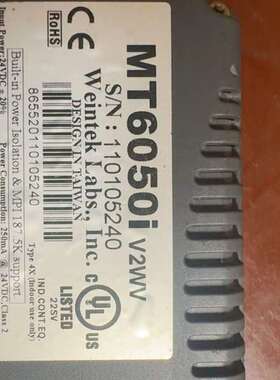 MT6050i V2WV
S/N : 110105240
Weintek Labs., Inc.
DESIGN IN TAIWAN
CE
RoHS
c UL US
LISTED
IND.CONT.EQ.
22SV
Type 4X (Indoor use only)
865520110105240
Built-in Power Isolation & MPI 187.5K support
Input Power:24VDC ± 20%
Power Consumption: 250mA @ 24VDC, Class 2